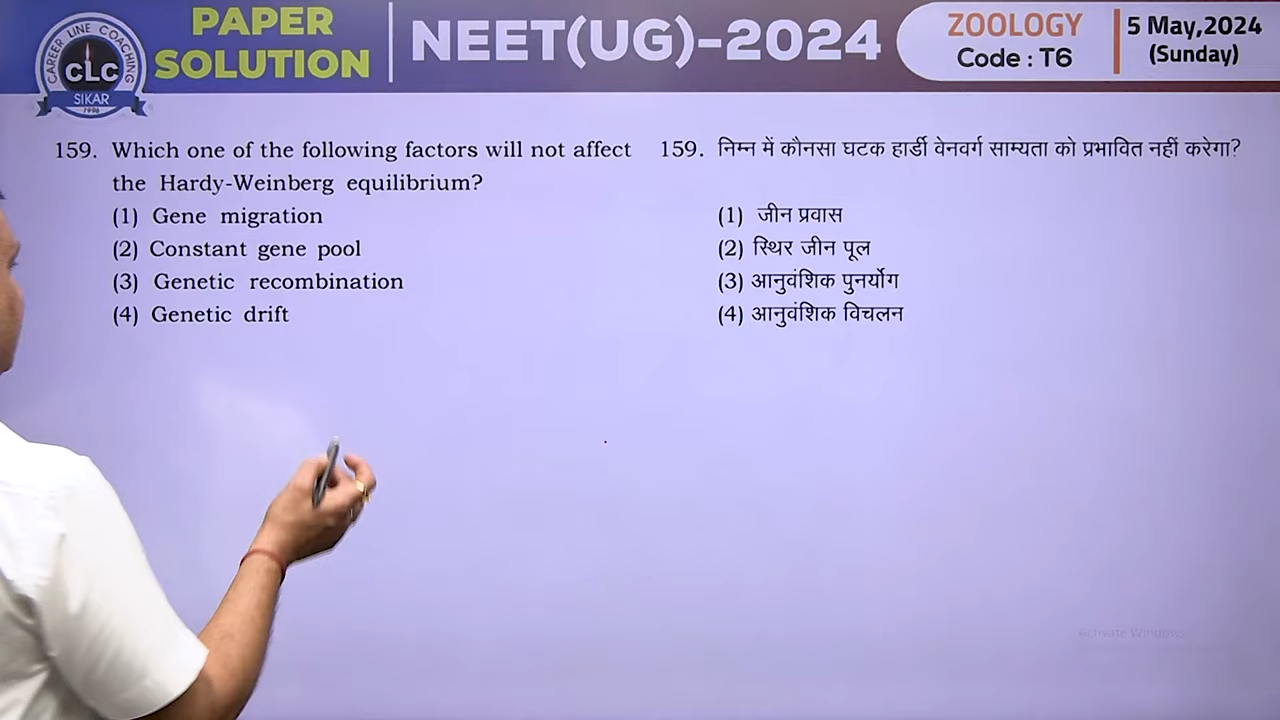 PAPER
SOLUTION
NEET(UG)-2024
ZOOLOGY
Code : T6
5 May,2024
(Sunday)
CAREER LINE COACHING
CLC
SIKAR
1996
159. Which one of the following factors will not affect
the Hardy-Weinberg equilibrium?
(1) Gene migration
(2) Constant gene pool
(3) Genetic recombination
(4) Genetic drift
159. निम्न में कौनसा घटक हार्डी वेनवर्ग साम्यता को प्रभावित नहीं करेगा?
(1) जीन प्रवास
(2) स्थिर जीन पूल
(3) आनुवंशिक पुनर्योग
(4) आनुवंशिक विचलन
Activate Windows